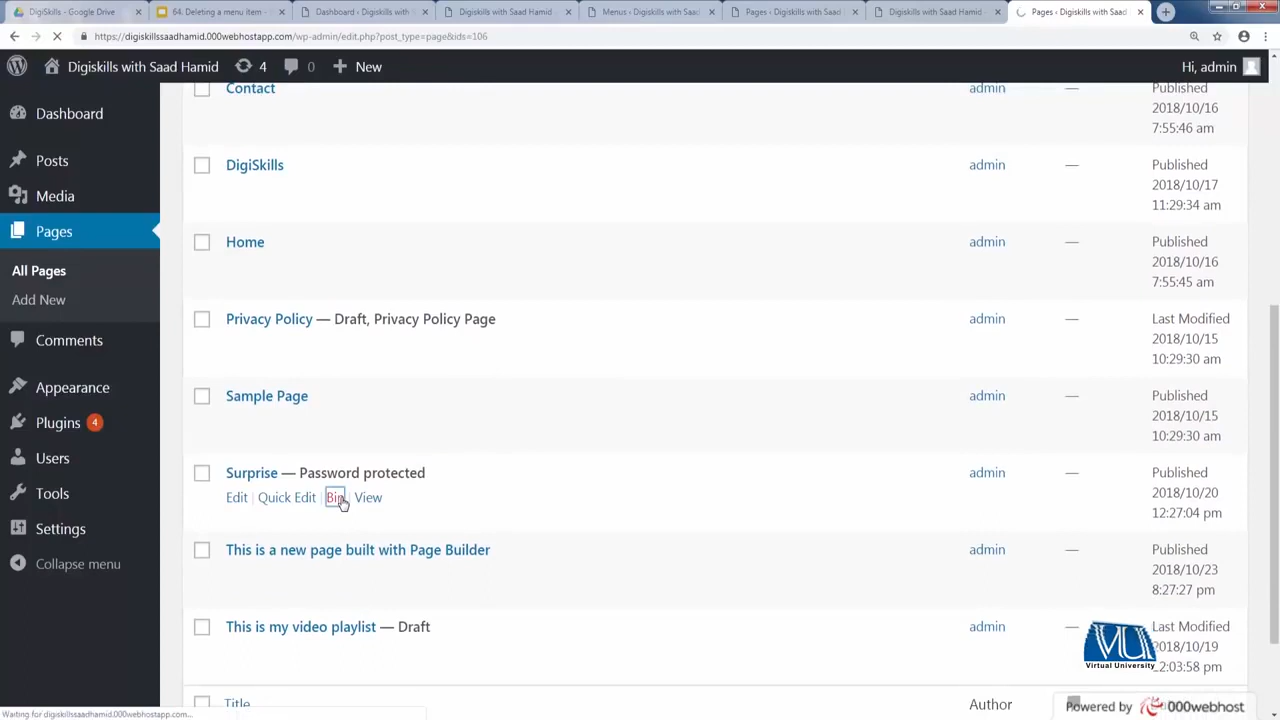 DigiSkills - Google Drive
64. Deleting a menu item -
Dashboard ‹ Digiskills with S
Digiskills with Saad Hamid
Menus ‹ Digiskills with Saad
Pages ‹ Digiskills with Saad
Digiskills with Saad Hamid
Pages ‹ Digiskills with Saad
https://digiskillssaadhamid.000webhostapp.com/wp-admin/edit.php?post_type=page&ids=106
Digiskills with Saad Hamid
4
0
New
Hi, admin
Dashboard
Posts
Media
Pages
All Pages
Add New
Comments
Appearance
Plugins 4
Users
Tools
Settings
Collapse menu
Contact admin — Published
2018/10/16
7:55:46 am
DigiSkills admin — Published
2018/10/17
11:29:34 am
Home admin — Published
2018/10/16
7:55:45 am
Privacy Policy — Draft, Privacy Policy Page admin — Last Modified
2018/10/15
10:29:30 am
Sample Page admin — Published
2018/10/15
10:29:30 am
Surprise — Password protected admin — Published
2018/10/20
Edit | Quick Edit | Bin | View
12:27:04 pm
This is a new page built with Page Builder admin — Published
2018/10/23
8:27:27 pm
This is my video playlist — Draft admin — Last Modified
2018/10/19
12:03:58 pm
Title Author
VU
Virtual University
Powered by 000webhost
Waiting for digiskillssaadhamid.000webhostapp.com...